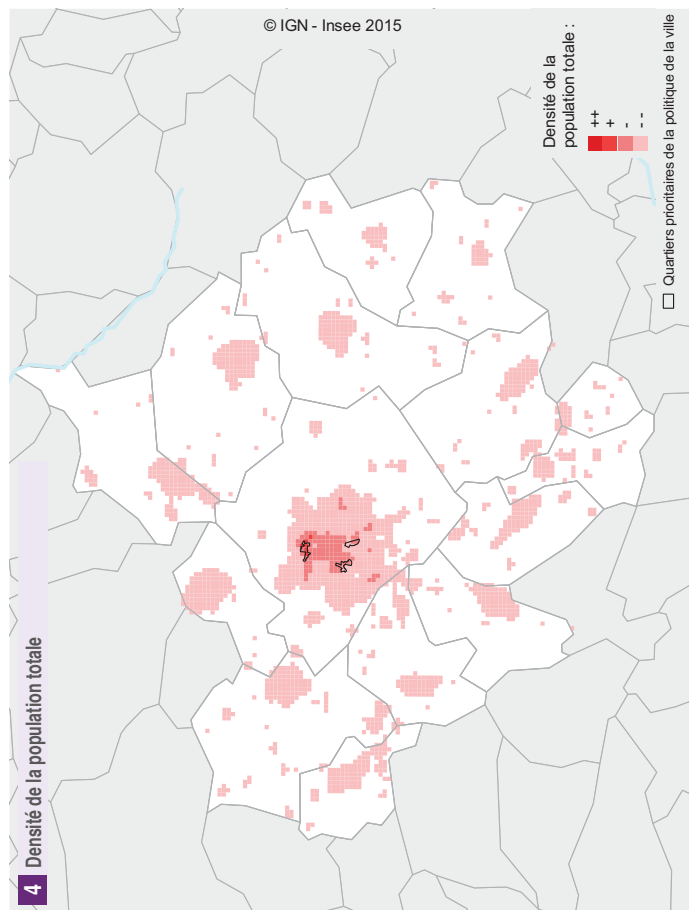 4 Densité de la population totale
© IGN - Insee 2015
Densité de la
population totale :
++
+
-
--
Quartiers prioritaires de la politique de la ville